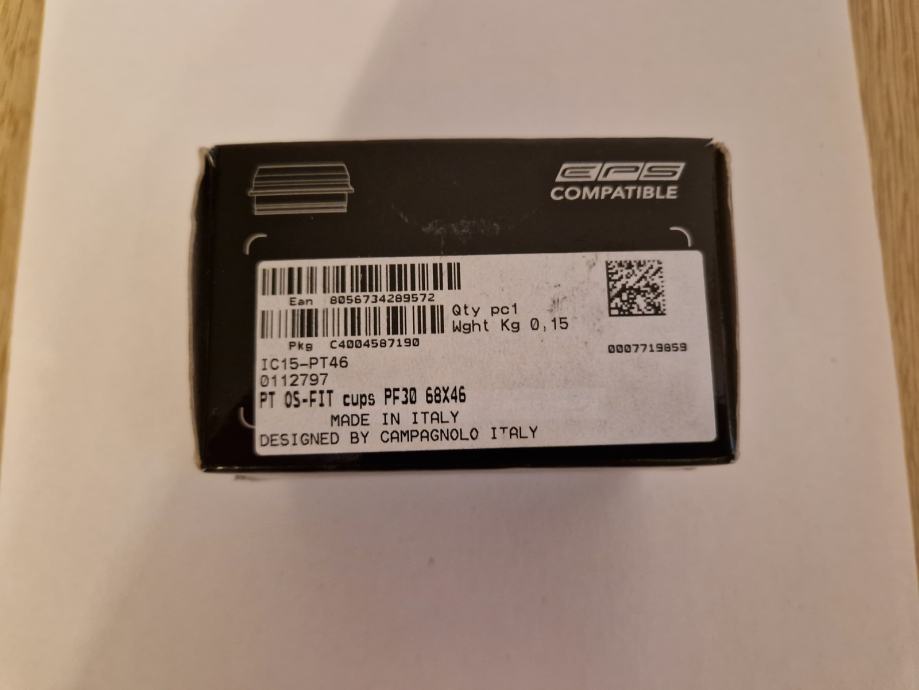 EPS
COMPATIBLE
Ean 8056734289572
Qty pc1
Wght Kg 0,15
Pkg C4004587190
0007719859
IC15-PT46
0112797
PT OS-FIT cups PF30 68X46
MADE IN ITALY
DESIGNED BY CAMPAGNOLO ITALY